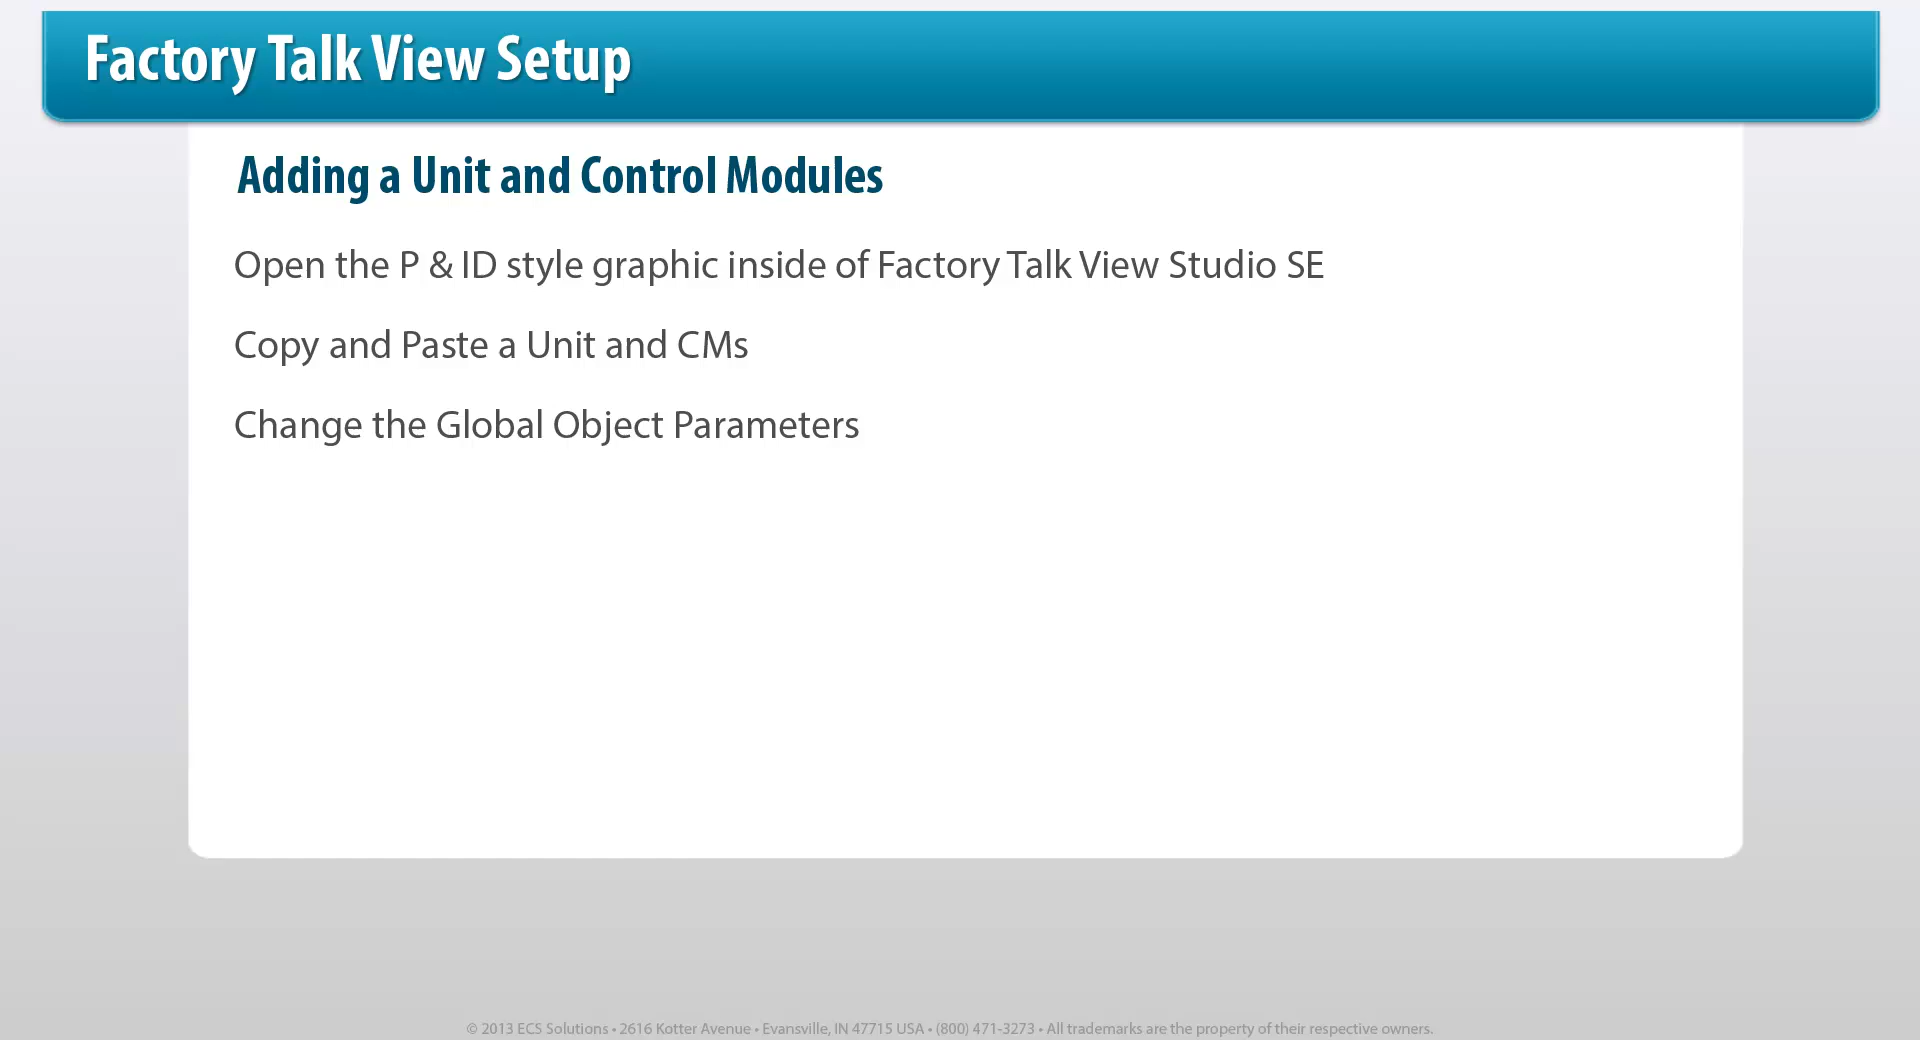 Factory Talk View Setup
Adding a Unit and Control Modules
Open the P & ID style graphic inside of Factory Talk View Studio SE
Copy and Paste a Unit and CMs
Change the Global Object Parameters
© 2013 ECS Solutions • 2616 Kotter Avenue • Evansville, IN 47715 USA • (800) 471-3273 • All trademarks are the property of their respective owners.